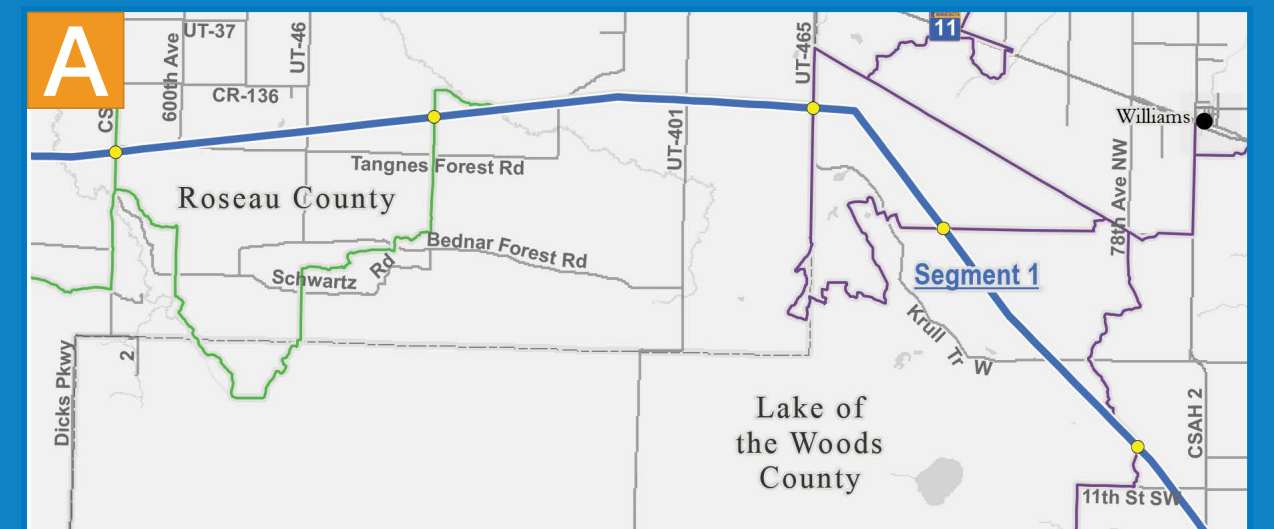 A
UT-37
600th Ave
UT-46
CR-136
CS
UT-465
11
Williams
UT-401
Tangnes Forest Rd
Roseau County
78th Ave NW
Bednar Forest Rd
Schwartz Rd
Segment 1
Krull Tr W
2
Dicks Pkwy
Lake of
the Woods
County
CSAH 2
11th St SW